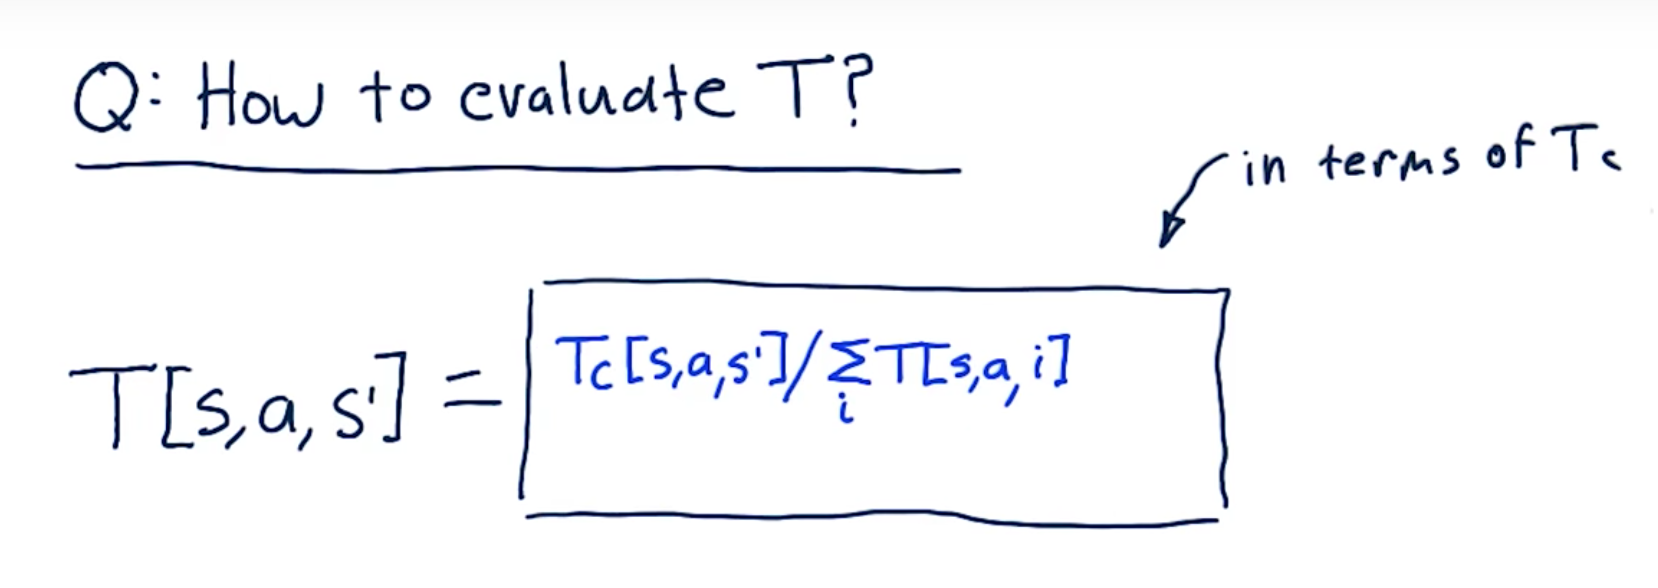 Q: How to evaluate T?
in terms of Tc
T[s,a,s'] = Tc[s,a,s']/∑T[s,a,i]
i